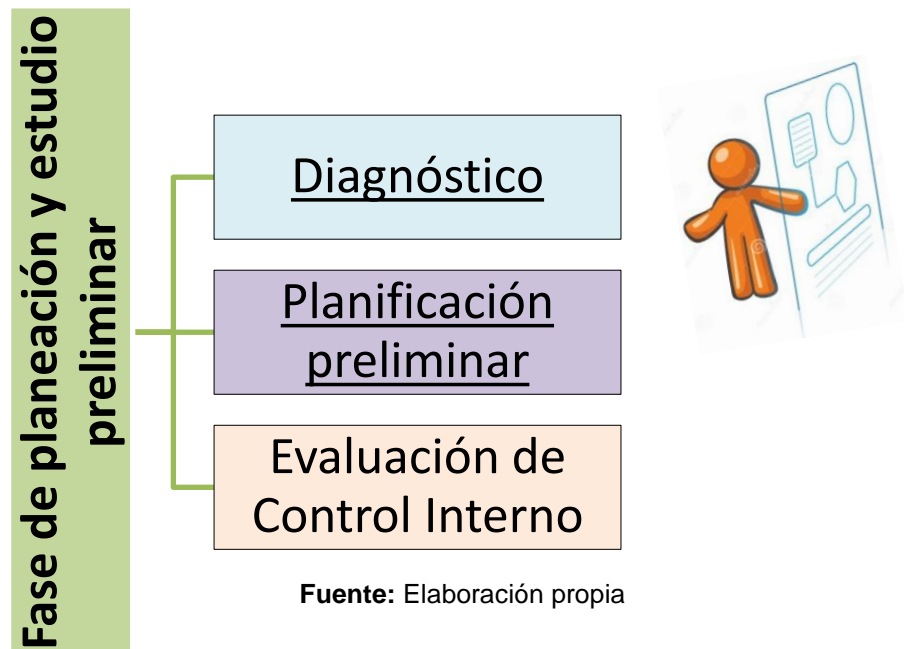 Fase de planeación y estudio
preliminar
Diagnóstico
Planificación
preliminar
Evaluación de
Control Interno
Fuente: Elaboración propia